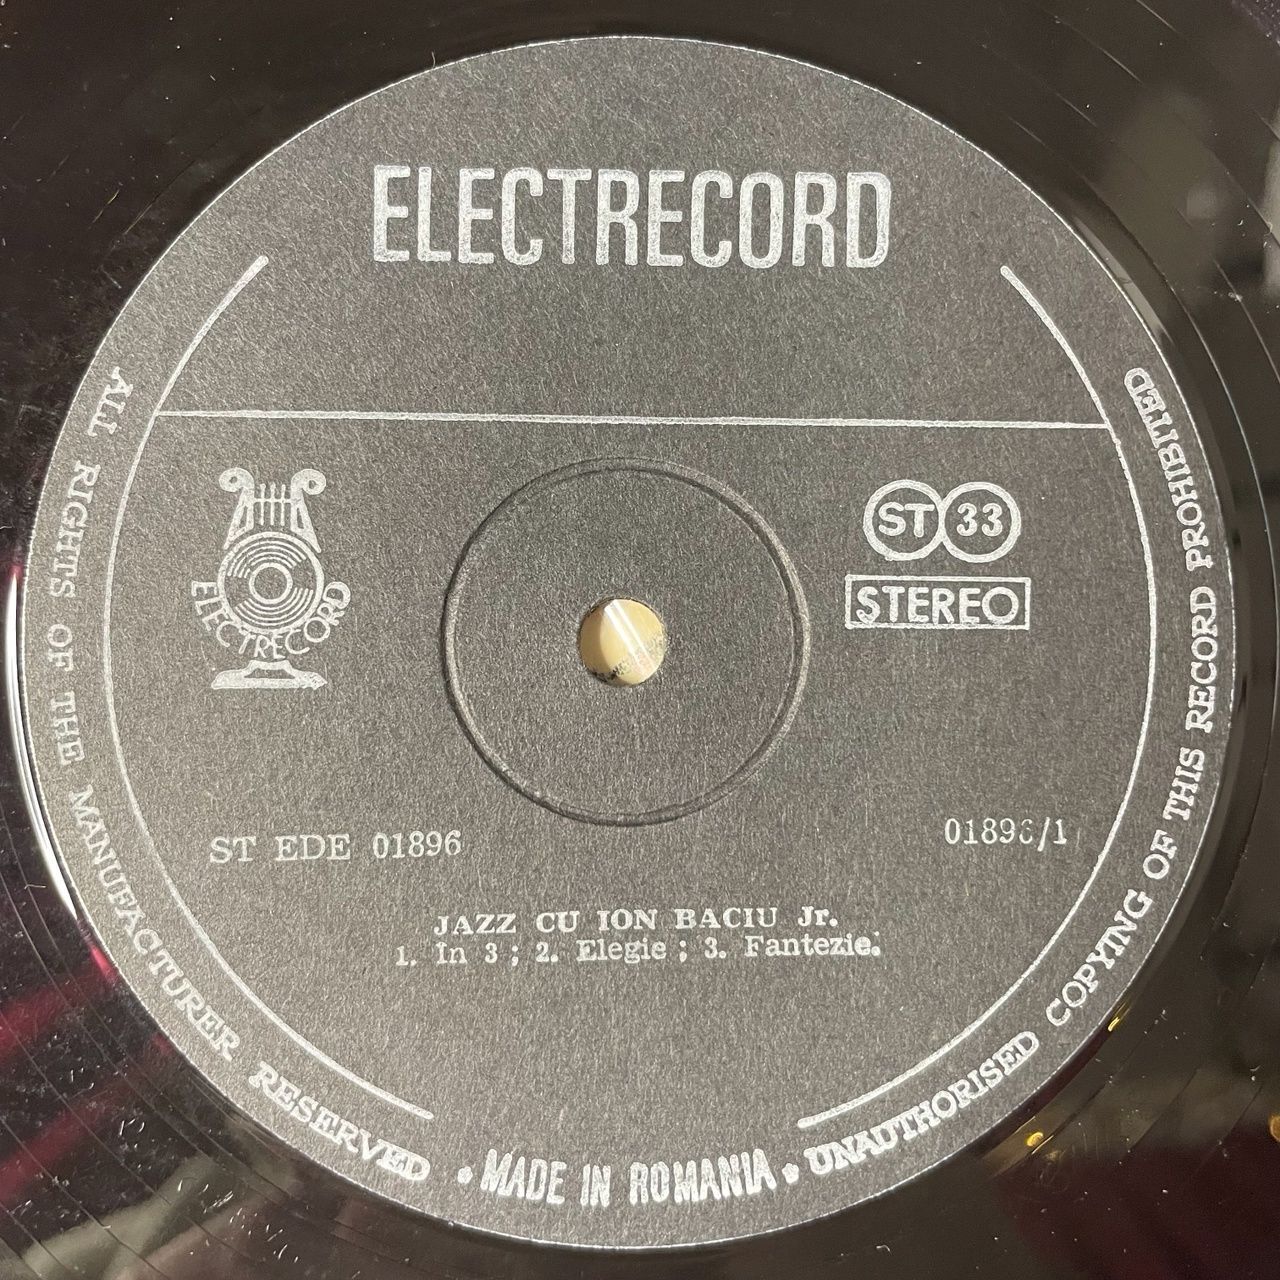 ELECTRECORD
ELECTRECORD
ST 33
STEREO
ST EDE 01896
01896/1
JAZZ CU ION BACIU Jr.
1. In 3 ; 2. Elegie ; 3. Fantezie.
ALL RIGHTS OF THE MANUFACTURER RESERVED • MADE IN ROMANIA • UNAUTHORISED COPYING OF THIS RECORD PROHIBITED